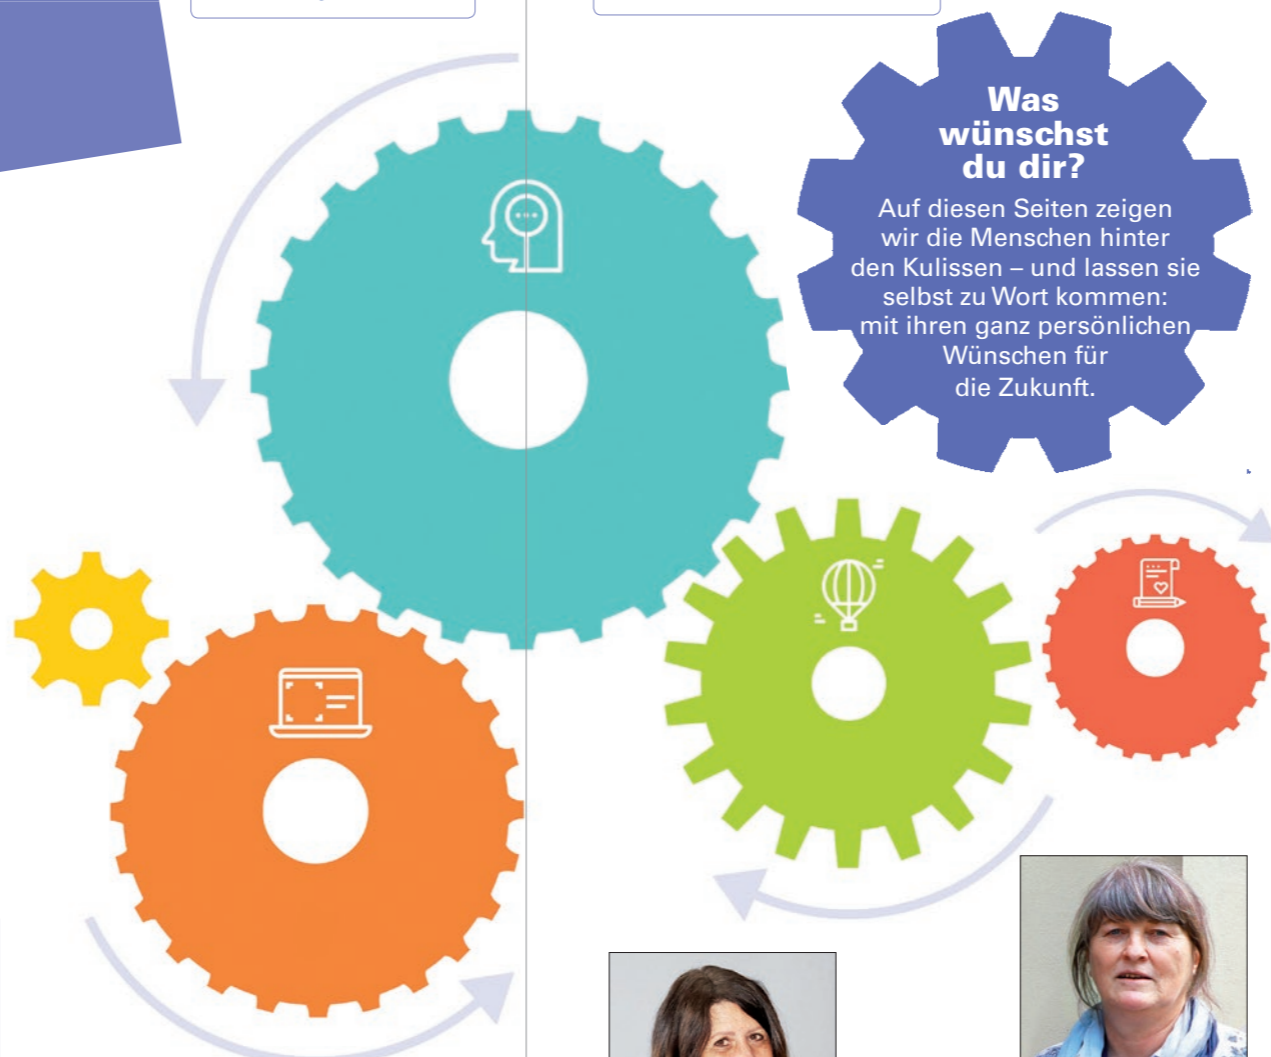 Was
wünschst
du dir?
Auf diesen Seiten zeigen
wir die Menschen hinter
den Kulissen – und lassen sie
selbst zu Wort kommen:
mit ihren ganz persönlichen
Wünschen für
die Zukunft.